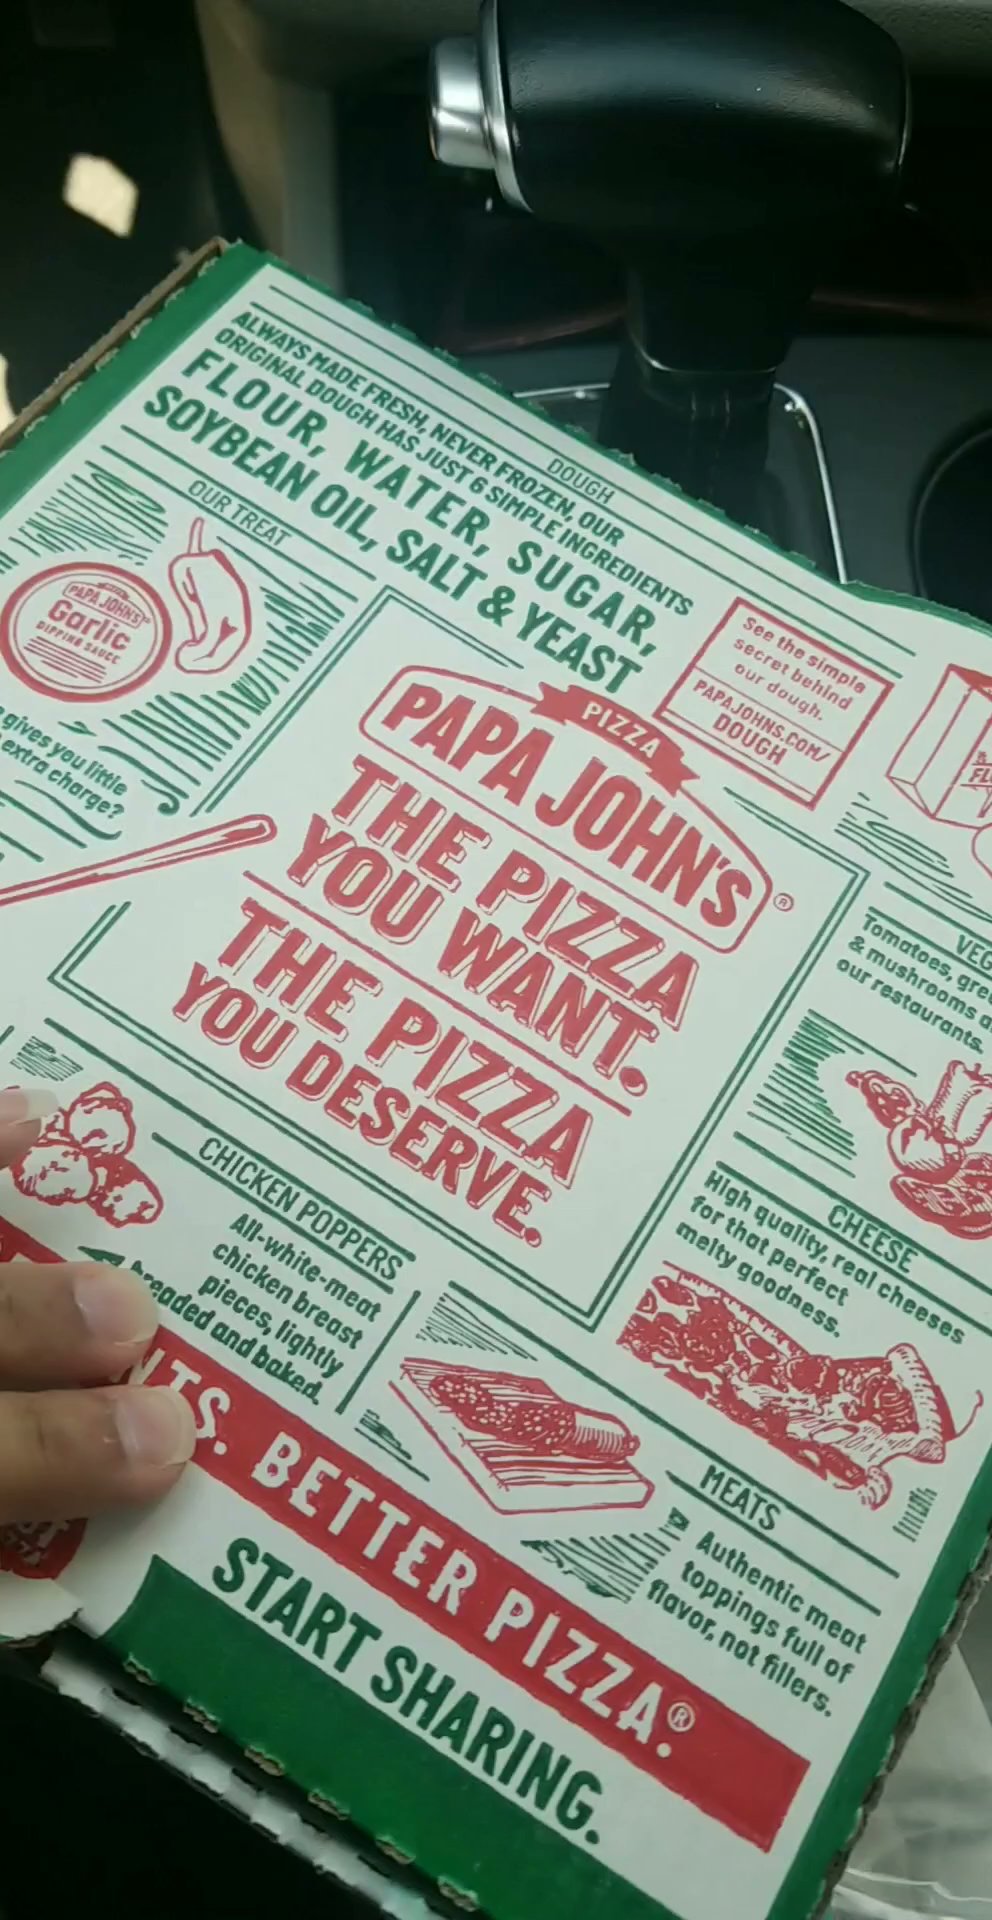 DOUGH
ALWAYS MADE FRESH, NEVER FROZEN, OUR
ORIGINAL DOUGH HAS JUST 6 SIMPLE INGREDIENTS
FLOUR, WATER, SUGAR,
SOYBEAN OIL, SALT & YEAST
See the simple
secret behind
our dough.
PAPAJOHNS.COM/
DOUGH
FL
OUR TREAT
PAPA JOHN'S
Garlic
DIPPING SAUCE
gives you little
extra charge?
PIZZA
PAPA JOHN'S®
THE PIZZA
YOU WANT.
THE PIZZA
YOU DESERVE.
VEG
Tomatoes, gre
& mushrooms a
our restaurants.
CHICKEN POPPERS
All-white-meat
chicken breast
pieces, lightly
breaded and baked.
CHEESE
High quality, real cheeses
for that perfect
melty goodness.
MEATS
Authentic meat
toppings full of
flavor, not fillers.
NTS. BETTER PIZZA.®
START SHARING.